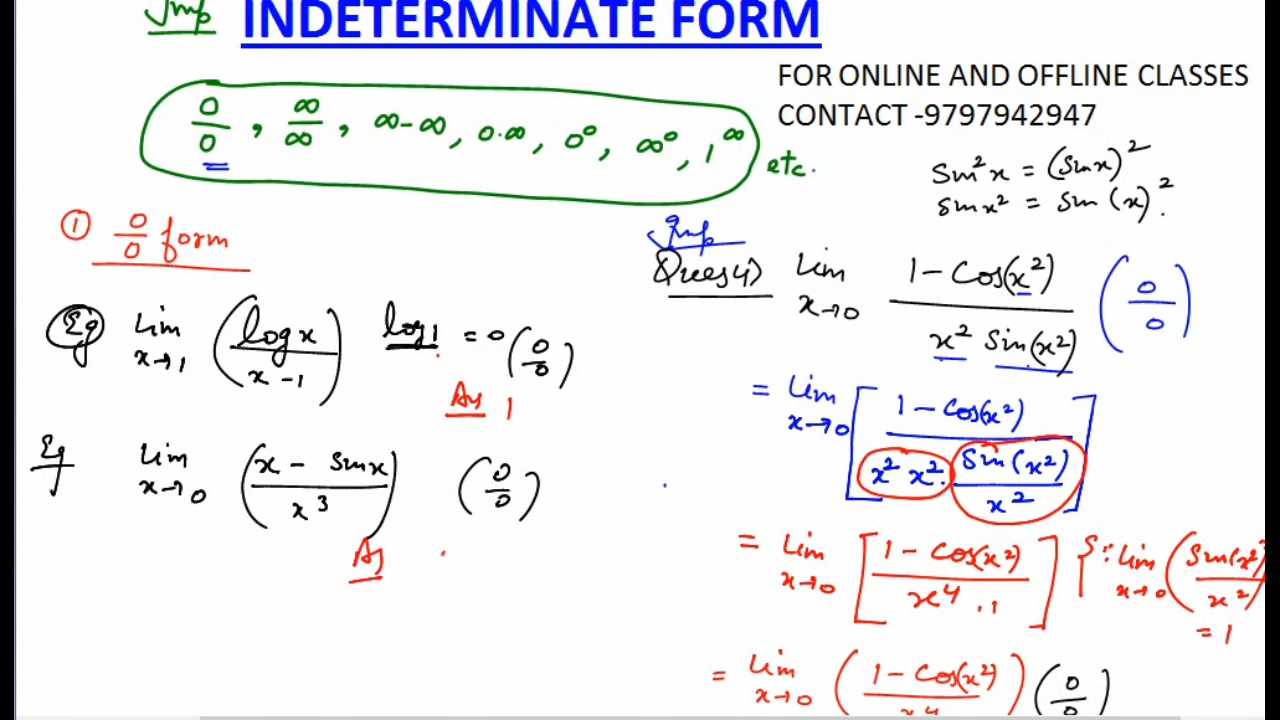 Imp INDETERMINATE FORM
FOR ONLINE AND OFFLINE CLASSES
CONTACT -9797942947
0/0 , ∞/∞ , ∞-∞ , 0.∞ , 0⁰ , ∞⁰ , 1^∞ etc.
sin²x = (sinx)²
sinx² = sin(x)².
① 0/0 form
Eg Lim x→1 (logx / x-1) log1 = 0 (0/0)
Ans 1
Eg Lim x→0 (x - sinx / x³) (0/0)
As
Imp
Ques4) Lim x→0 1-Cos(x²) / x² Sin(x²) (0/0)
= Lim x→0 [1-Cos(x²) / x² x². Sin(x²)/x²]
= Lim x→0 [1-Cos(x²) / x⁴ . 1] {∵ Lim x→0 (Sin(x²) / x²) = 1
= Lim x→0 (1-Cos(x²) / x⁴) (0/0)